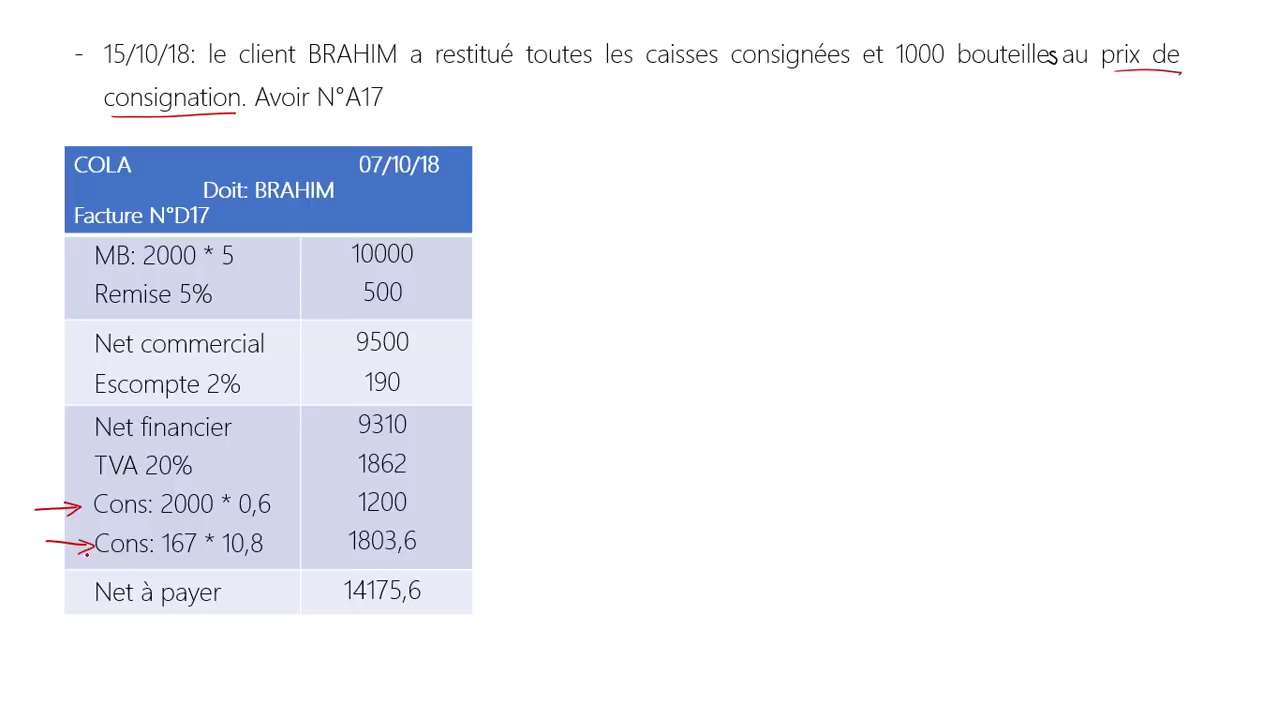 - 15/10/18: le client BRAHIM a restitué toutes les caisses consignées et 1000 bouteilles au prix de
consignation. Avoir N°A17
COLA 07/10/18
Doit: BRAHIM
Facture N°D17
MB: 2000 * 5 10000
Remise 5% 500
Net commercial 9500
Escompte 2% 190
Net financier 9310
TVA 20% 1862
Cons: 2000 * 0,6 1200
Cons: 167 * 10,8 1803,6
Net à payer 14175,6